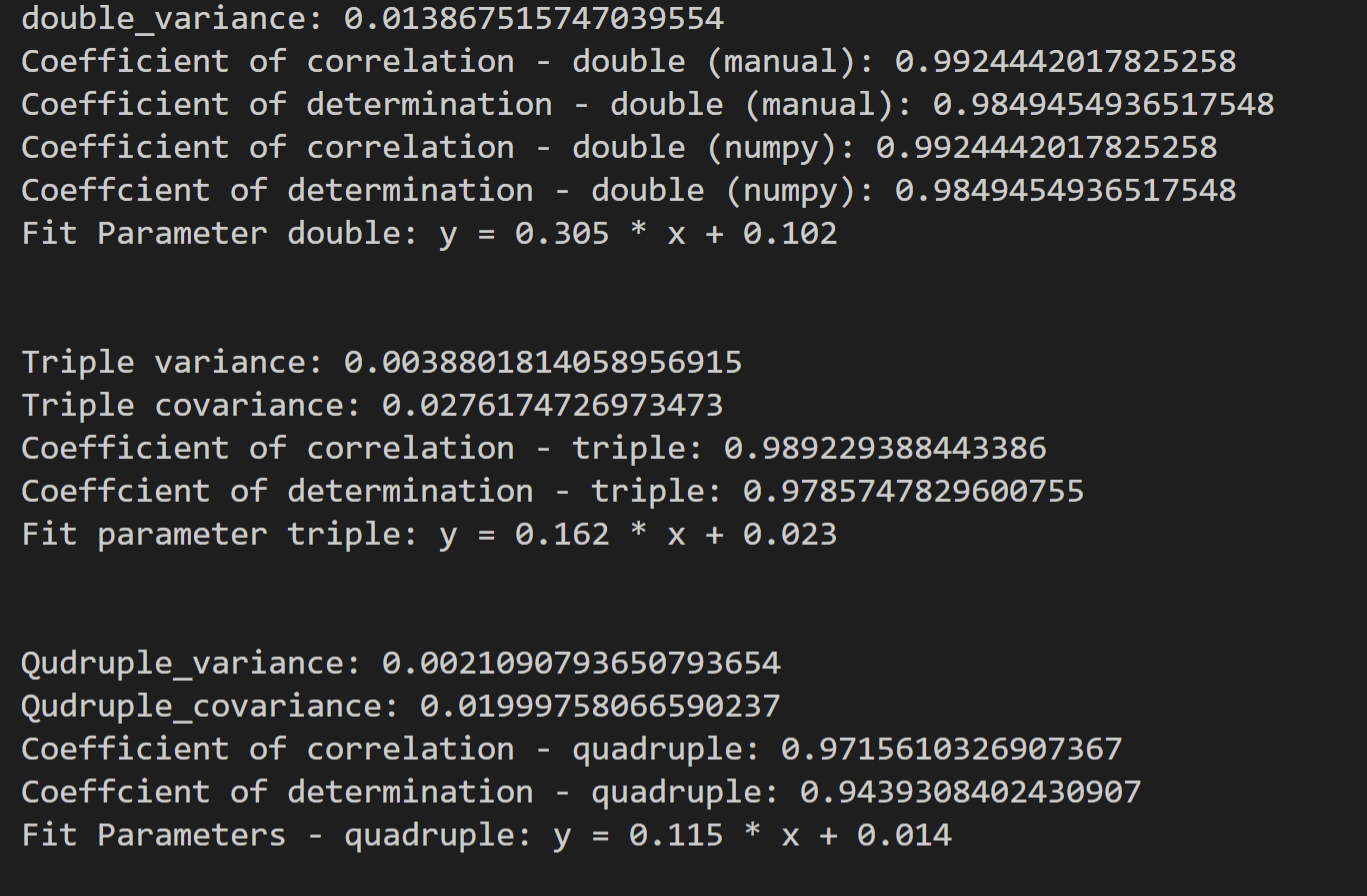 double_variance: 0.013867515747039554
Coefficient of correlation - double (manual): 0.9924442017825258
Coefficient of determination - double (manual): 0.9849454936517548
Coefficient of correlation - double (numpy): 0.9924442017825258
Coeffcient of determination - double (numpy): 0.9849454936517548
Fit Parameter double: y = 0.305 * x + 0.102
Triple variance: 0.0038801814058956915
Triple covariance: 0.0276174726973473
Coefficient of correlation - triple: 0.989229388443386
Coeffcient of determination - triple: 0.9785747829600755
Fit parameter triple: y = 0.162 * x + 0.023
Qudruple_variance: 0.0021090793650793654
Qudruple_covariance: 0.01999758066590237
Coefficient of correlation - quadruple: 0.9715610326907367
Coeffcient of determination - quadruple: 0.9439308402430907
Fit Parameters - quadruple: y = 0.115 * x + 0.014